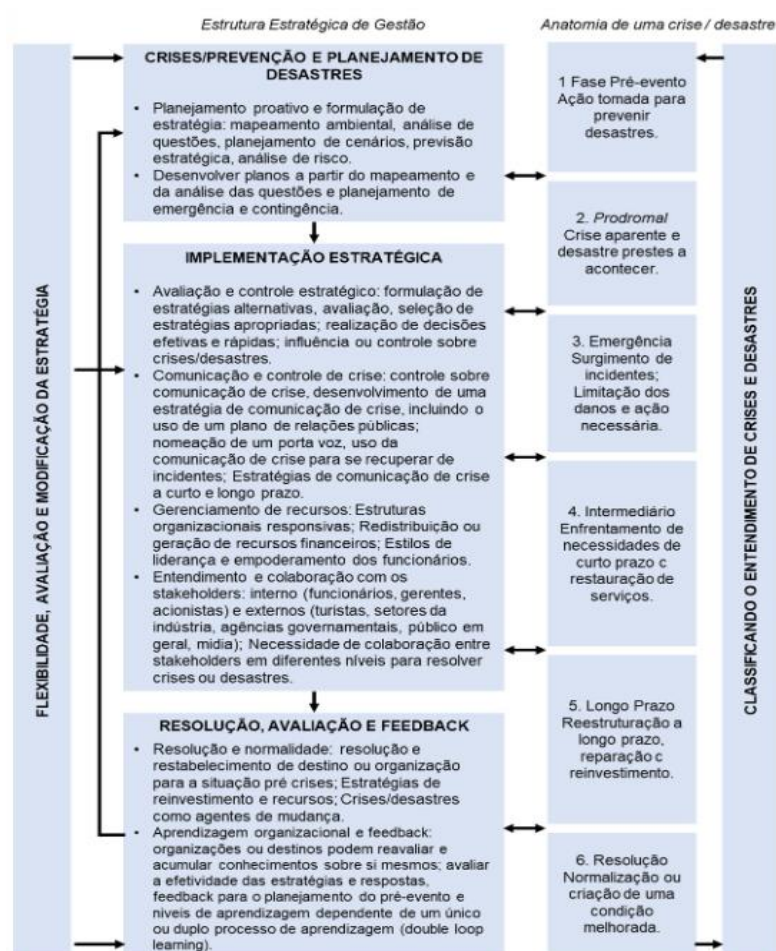 Estrutura Estratégica de Gestão
Anatomia de uma crise / desastre
FLEXIBILIDADE, AVALIAÇÃO E MODIFICAÇÃO DA ESTRATÉGIA
CRISES/PREVENÇÃO E PLANEJAMENTO DE
DESASTRES
• Planejamento proativo e formulação de
estratégia: mapeamento ambiental, análise de
questões, planejamento de cenários, previsão
estratégica, análise de risco.
• Desenvolver planos a partir do mapeamento e
da análise das questões e planejamento de
emergência e contingência.
IMPLEMENTAÇÃO ESTRATÉGICA
• Avaliação e controle estratégico: formulação de
estratégias alternativas, avaliação, seleção de
estratégias apropriadas; realização de decisões
efetivas e rápidas; influência ou controle sobre
crises/desastres.
• Comunicação e controle de crise: controle sobre
comunicação de crise, desenvolvimento de uma
estratégia de comunicação de crise, incluindo o
uso de um plano de relações públicas;
nomeação de um porta voz, uso da
comunicação de crise para se recuperar de
incidentes; Estratégias de comunicação de crise
a curto e longo prazo.
• Gerenciamento de recursos: Estruturas
organizacionais responsivas; Redistribuição ou
geração de recursos financeiros; Estilos de
liderança e empoderamento dos funcionários.
• Entendimento e colaboração com os
stakeholders: interno (funcionários, gerentes,
acionistas) e externos (turistas, setores da
indústria, agências governamentais, público em
geral, midia); Necessidade de colaboração entre
stakeholders em diferentes níveis para resolver
crises ou desastres.
RESOLUÇÃO, AVALIAÇÃO E FEEDBACK
• Resolução e normalidade: resolução e
restabelecimento de destino ou organização
para a situação pré crises; Estratégias de
reinvestimento e recursos; Crises/desastres
como agentes de mudança.
• Aprendizagem organizacional e feedback:
organizações ou destinos podem reavaliar e
acumular conhecimentos sobre si mesmos; avaliar
a efetividade das estratégias e respostas,
feedback para o planejamento do pré-evento e
niveis de aprendizagem dependente de um único
ou duplo processo de aprendizagem (double loop
learning).
1 Fase Pré-evento
Ação tomada para
prevenir
desastres.
2. Prodromal
Crise aparente e
desastre prestes a
acontecer.
3. Emergência
Surgimento de
incidentes;
Limitação dos
danos e ação
necessária.
4. Intermediário
Enfrentamento de
necessidades de
curto prazo c
restauração de
serviços.
5. Longo Prazo
Reestruturação a
longo prazo,
reparação c
reinvestimento.
6. Resolução
Normalização ou
criação de uma
condição
melhorada.
CLASSIFICANDO O ENTENDIMENTO DE CRISES E DESASTRES